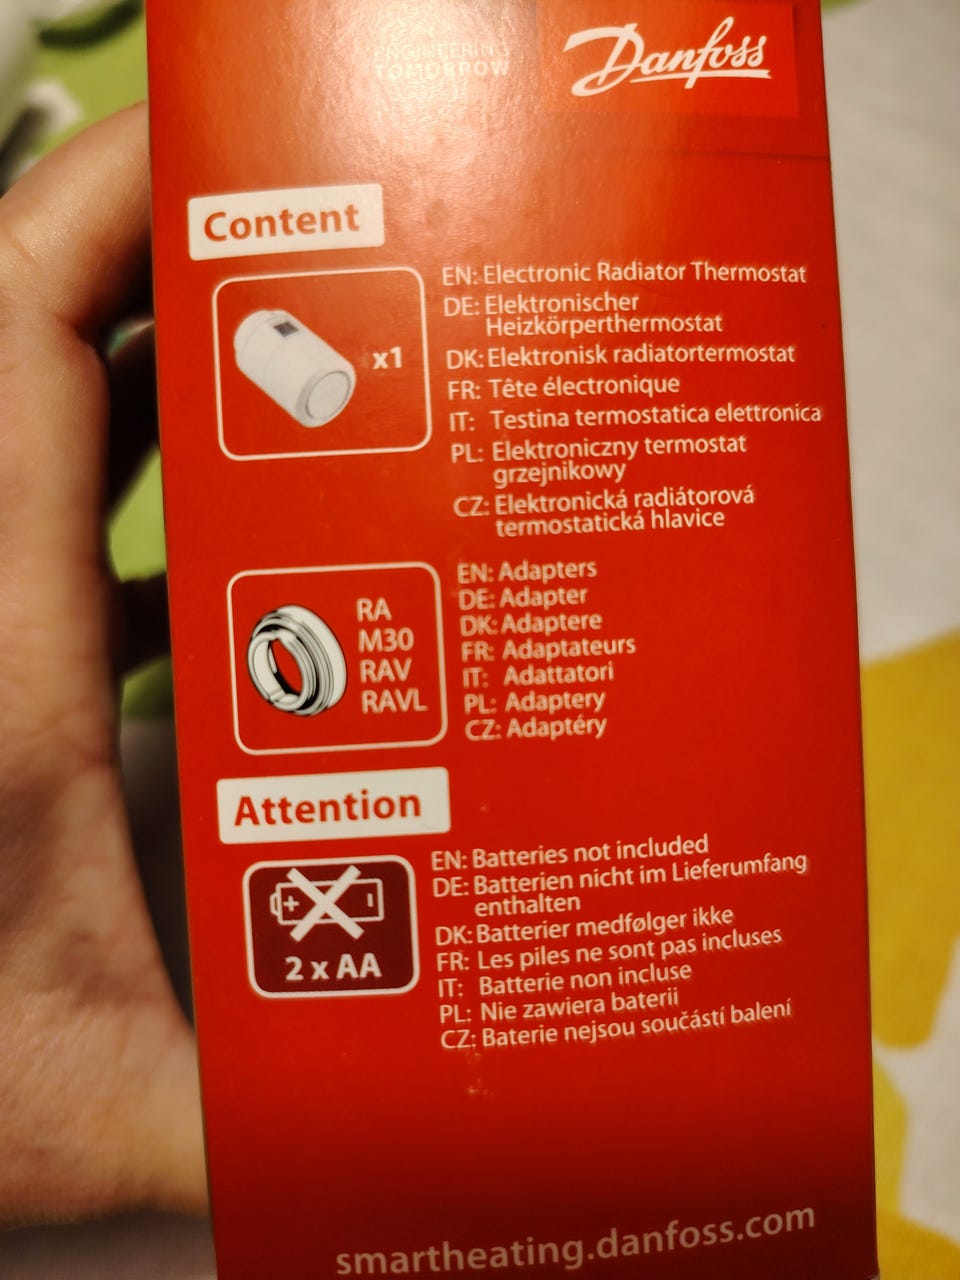 ENGINEERING
TOMORROW
Danfoss
Content
x1
EN: Electronic Radiator Thermostat
DE: Elektronischer
Heizkörperthermostat
DK: Elektronisk radiatortermostat
FR: Tête électronique
IT: Testina termostatica elettronica
PL: Elektroniczny termostat
grzejnikowy
CZ: Elektronická radiátorová
termostatická hlavice
RA
M30
RAV
RAVL
EN: Adapters
DE: Adapter
DK: Adaptere
FR: Adaptateurs
IT: Adattatori
PL: Adaptery
CZ: Adaptéry
Attention
+ -
2 x AA
EN: Batteries not included
DE: Batterien nicht im Lieferumfang
enthalten
DK: Batterier medfølger ikke
FR: Les piles ne sont pas incluses
IT: Batterie non incluse
PL: Nie zawiera baterii
CZ: Baterie nejsou součástí balení
smartheating.danfoss.com